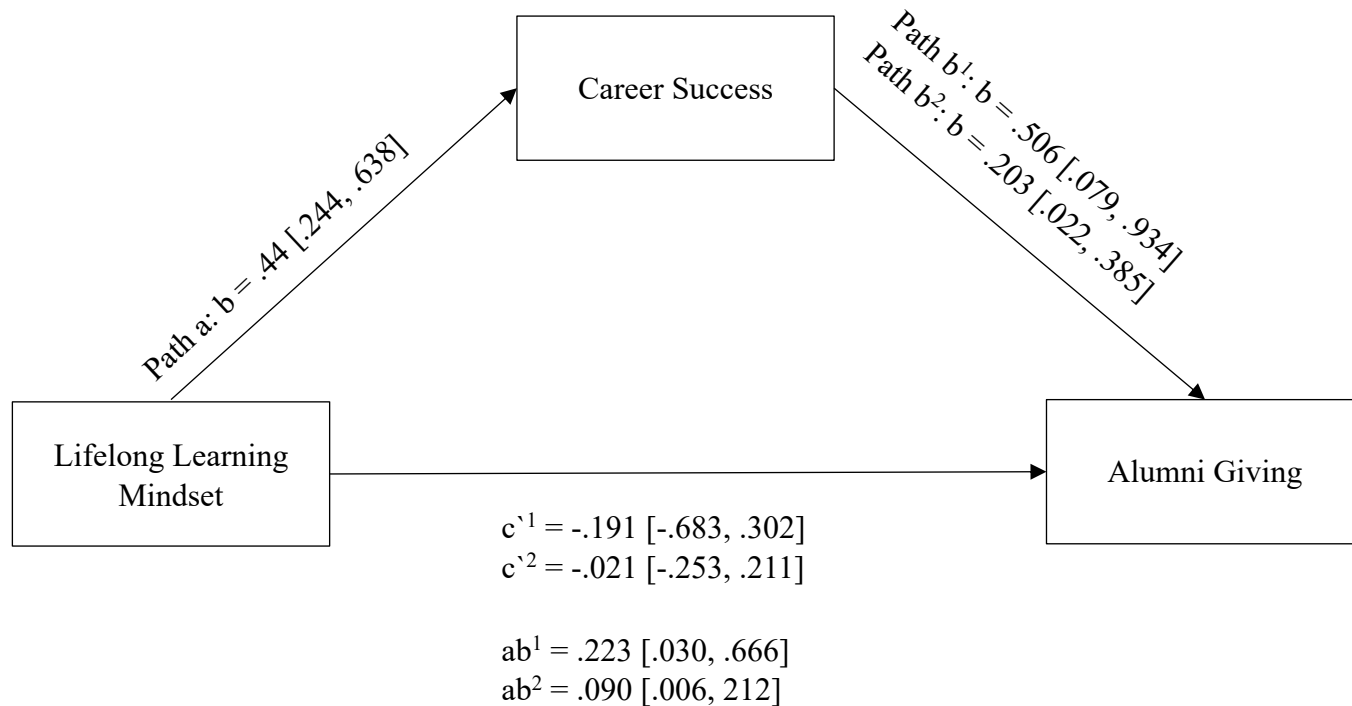 Career Success
Path b¹: b = .506 [.079, .934]
Path b²: b = .203 [.022, .385]
Path a: b = .44 [.244, .638]
Lifelong Learning
Mindset
Alumni Giving
c`¹ = -.191 [-.683, .302]
c`² = -.021 [-.253, .211]
ab¹ = .223 [.030, .666]
ab² = .090 [.006, 212]